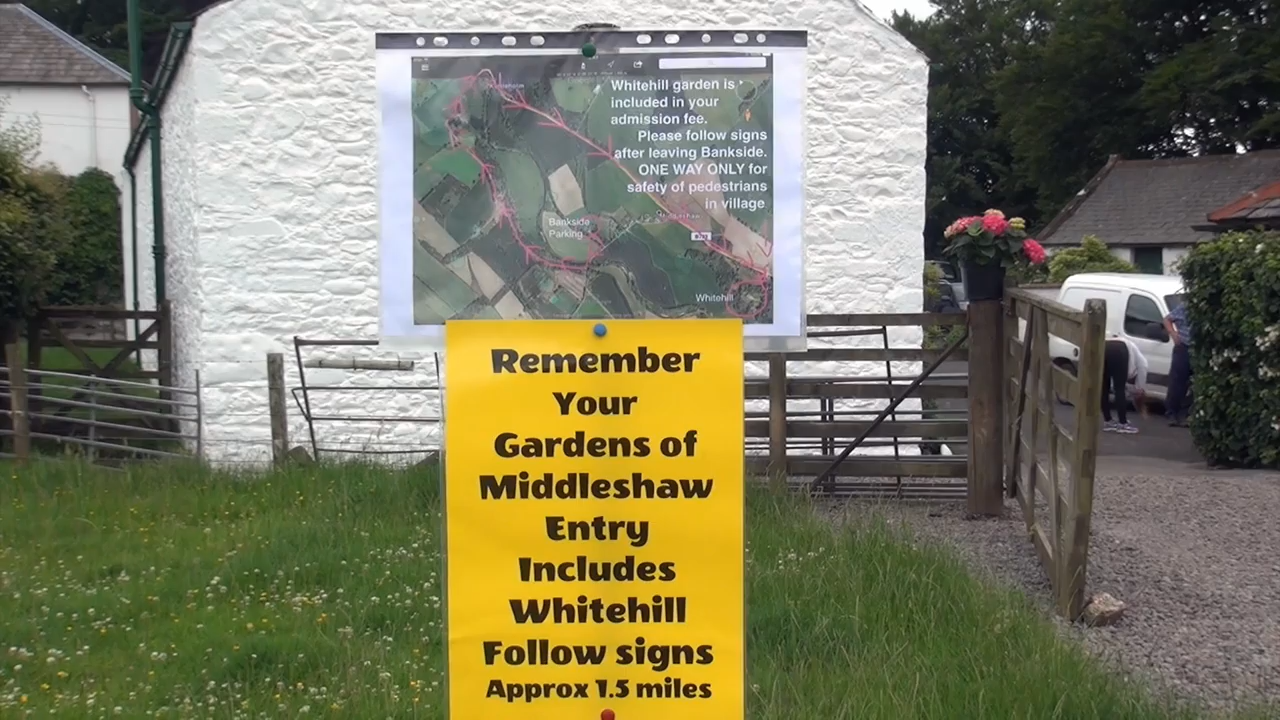 Whitehill garden is
included in your
admission fee.
Please follow signs
after leaving Bankside.
ONE WAY ONLY for
safety of pedestrians
in village
Bankside
Parking
Whitehill
Remember
Your
Gardens of
Middleshaw
Entry
Includes
Whitehill
Follow signs
Approx 1.5 miles